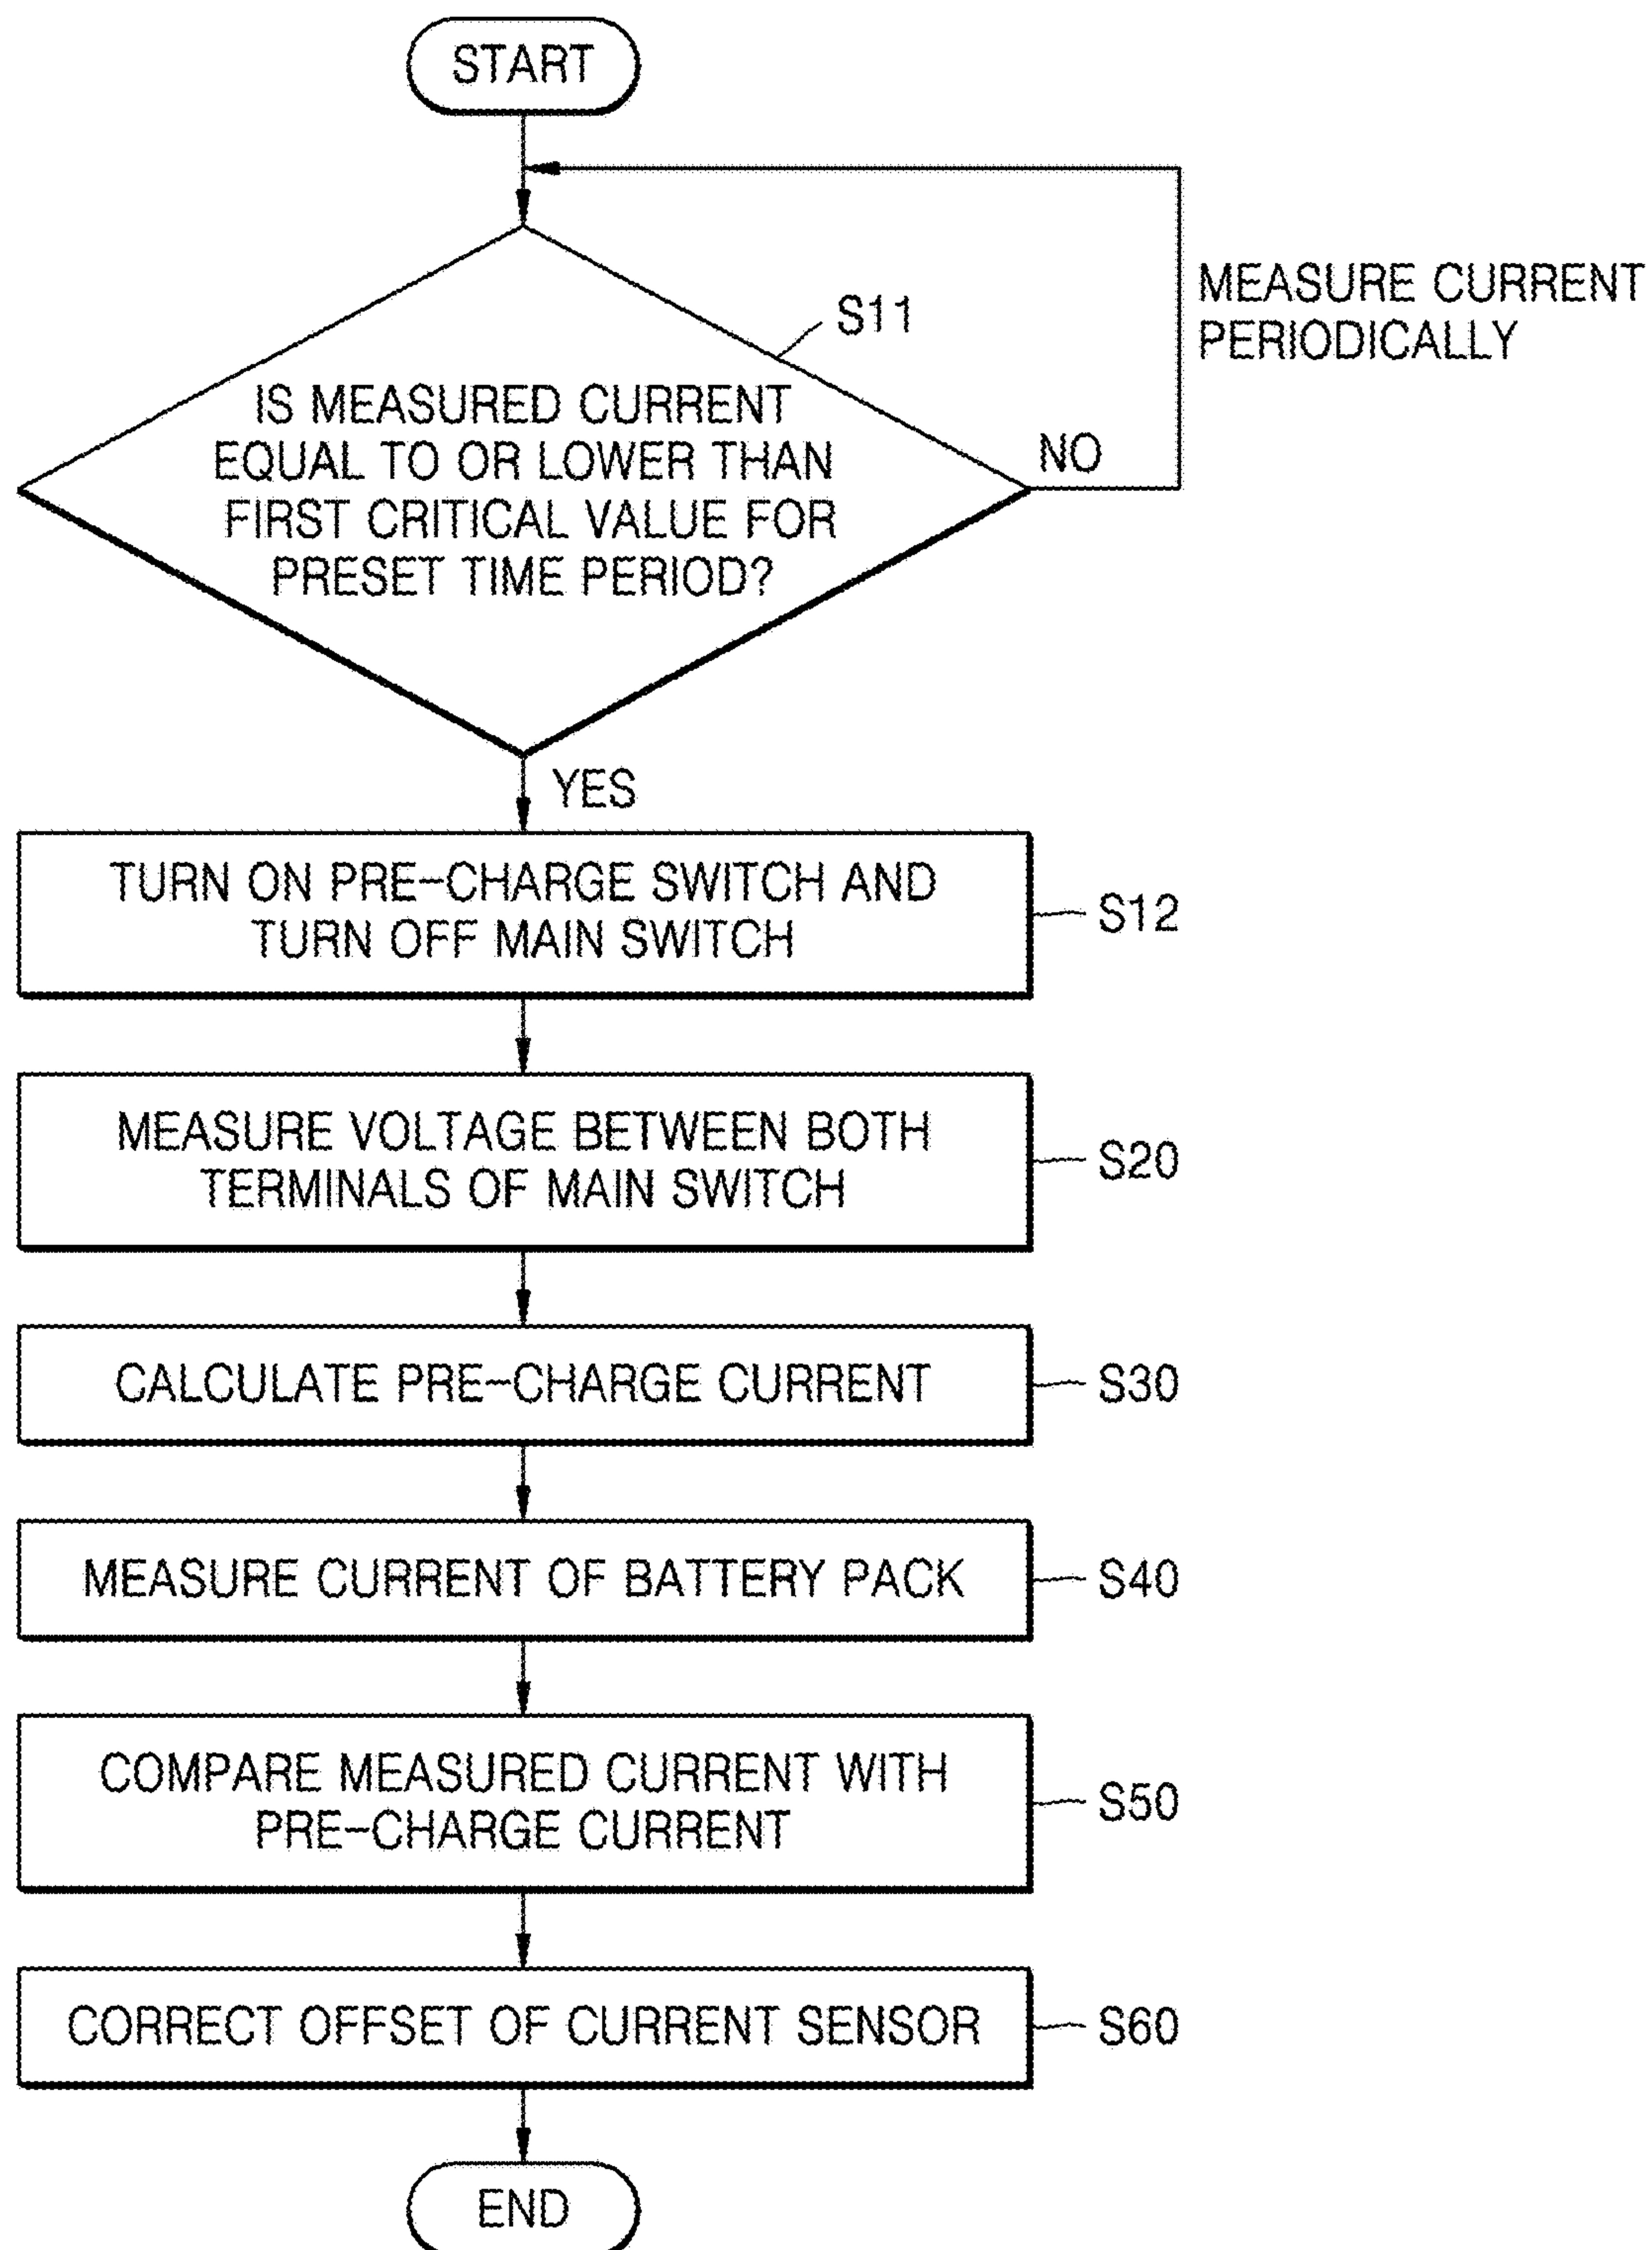 START
MEASURE CURRENT
PERIODICALLY
S11
IS MEASURED CURRENT
EQUAL TO OR LOWER THAN
FIRST CRITICAL VALUE FOR
PRESET TIME PERIOD?
NO
YES
TURN ON PRE-CHARGE SWITCH AND
TURN OFF MAIN SWITCH
S12
MEASURE VOLTAGE BETWEEN BOTH
TERMINALS OF MAIN SWITCH
S20
CALCULATE PRE-CHARGE CURRENT
S30
MEASURE CURRENT OF BATTERY PACK
S40
COMPARE MEASURED CURRENT WITH
PRE-CHARGE CURRENT
S50
CORRECT OFFSET OF CURRENT SENSOR
S60
END